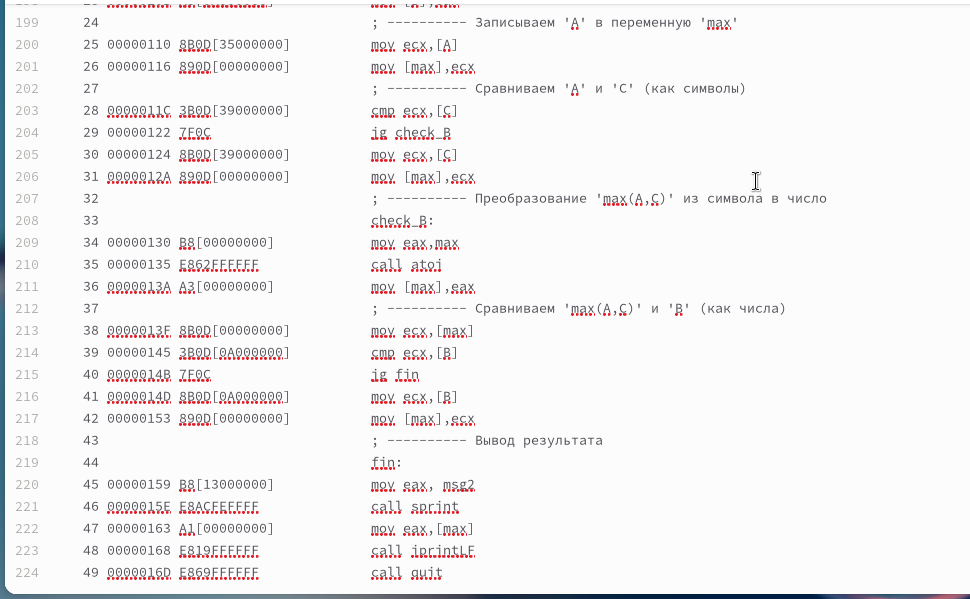 199 24 ; ---------- Записываем 'A' в переменную 'max'
200 25 00000110 8B0D[35000000] mov ecx,[A]
201 26 00000116 890D[00000000] mov [max],ecx
202 27 ; ---------- Сравниваем 'A' и 'C' (как символы)
203 28 0000011C 3B0D[39000000] cmp ecx,[C]
204 29 00000122 7F0C jg check_B
205 30 00000124 8B0D[39000000] mov ecx,[C]
206 31 0000012A 890D[00000000] mov [max],ecx
207 32 ; ---------- Преобразование 'max(A,C)' из символа в число
208 33 check_B:
209 34 00000130 B8[00000000] mov eax,max
210 35 00000135 E862FFFFFF call atoi
211 36 0000013A A3[00000000] mov [max],eax
212 37 ; ---------- Сравниваем 'max(A,C)' и 'B' (как числа)
213 38 0000013F 8B0D[00000000] mov ecx,[max]
214 39 00000145 3B0D[0A000000] cmp ecx,[B]
215 40 0000014B 7F0C jg fin
216 41 0000014D 8B0D[0A000000] mov ecx,[B]
217 42 00000153 890D[00000000] mov [max],ecx
218 43 ; ---------- Вывод результата
219 44 fin:
220 45 00000159 B8[13000000] mov eax, msg2
221 46 0000015E E8ACFEFFFF call sprint
222 47 00000163 A1[00000000] mov eax,[max]
223 48 00000168 E819FFFFFF call iprintLF
224 49 0000016D E869FFFFFF call quit